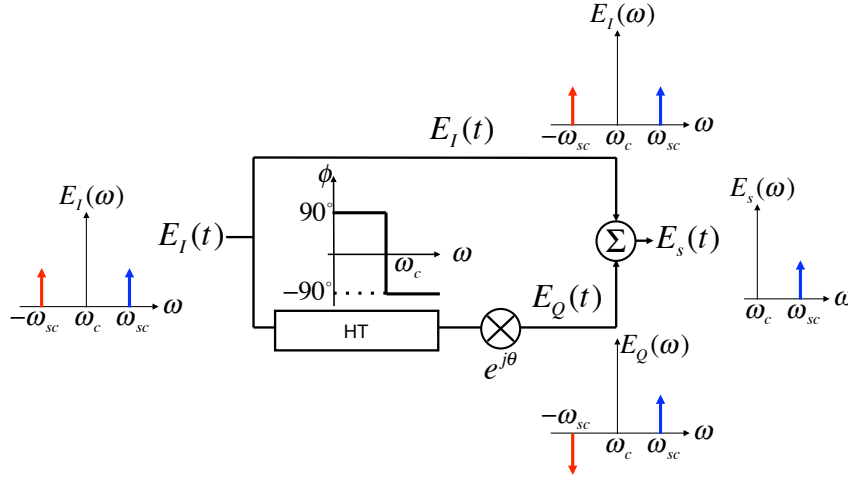 E_I(ω)
−ω_sc ω_c ω_sc ω
E_I(t)
E_I(ω)
−ω_sc ω_c ω_sc ω
E_I(t)
ϕ
90°
−90°
ω_c ω
HT
e^{jθ}
E_Q(t)
Σ
E_s(t)
E_s(ω)
ω_c ω_sc ω
E_Q(ω)
−ω_sc
ω_c ω_sc ω